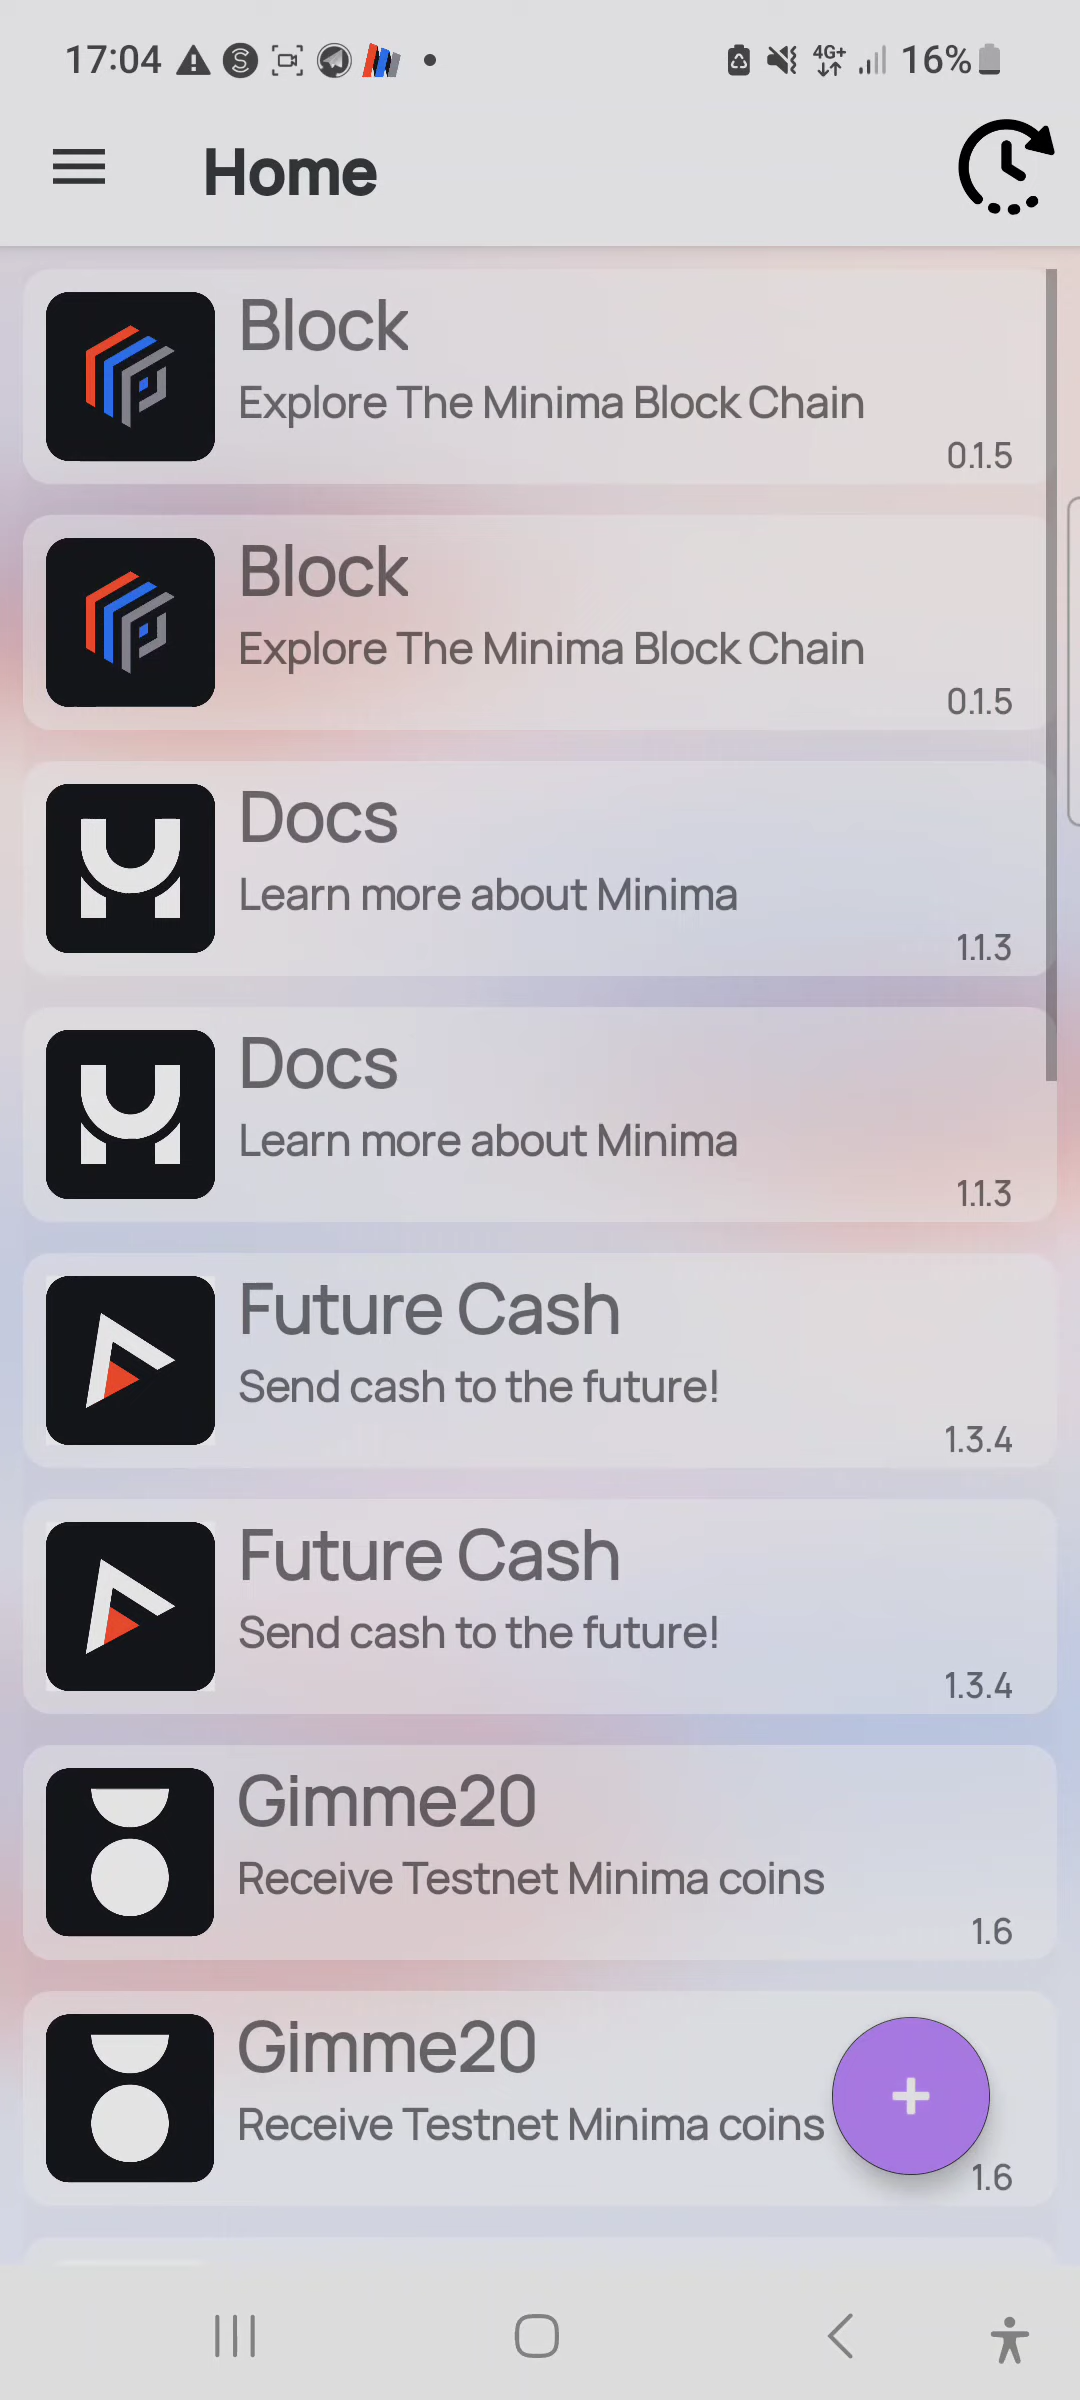 17:04
4G+
16%
Home
Block
Explore The Minima Block Chain
0.1.5
Block
Explore The Minima Block Chain
0.1.5
Docs
Learn more about Minima
1.1.3
Docs
Learn more about Minima
1.1.3
Future Cash
Send cash to the future!
1.3.4
Future Cash
Send cash to the future!
1.3.4
Gimme20
Receive Testnet Minima coins
1.6
Gimme20
Receive Testnet Minima coins
1.6